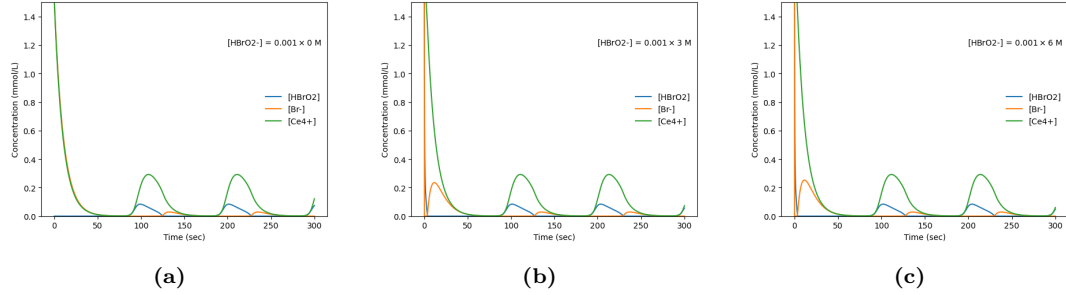 1.4
1.2
1.0
0.8
0.6
0.4
0.2
0.0
Concentration (mmol/L)
[HBrO2-] = 0.001 × 0 M
[HBrO2]
[Br-]
[Ce4+]
0 50 100 150 200 250 300
Time (sec)
(a)
1.4
1.2
1.0
0.8
0.6
0.4
0.2
0.0
Concentration (mmol/L)
[HBrO2-] = 0.001 × 3 M
[HBrO2]
[Br-]
[Ce4+]
0 50 100 150 200 250 300
Time (sec)
(b)
1.4
1.2
1.0
0.8
0.6
0.4
0.2
0.0
Concentration (mmol/L)
[HBrO2-] = 0.001 × 6 M
[HBrO2]
[Br-]
[Ce4+]
0 50 100 150 200 250 300
Time (sec)
(c)